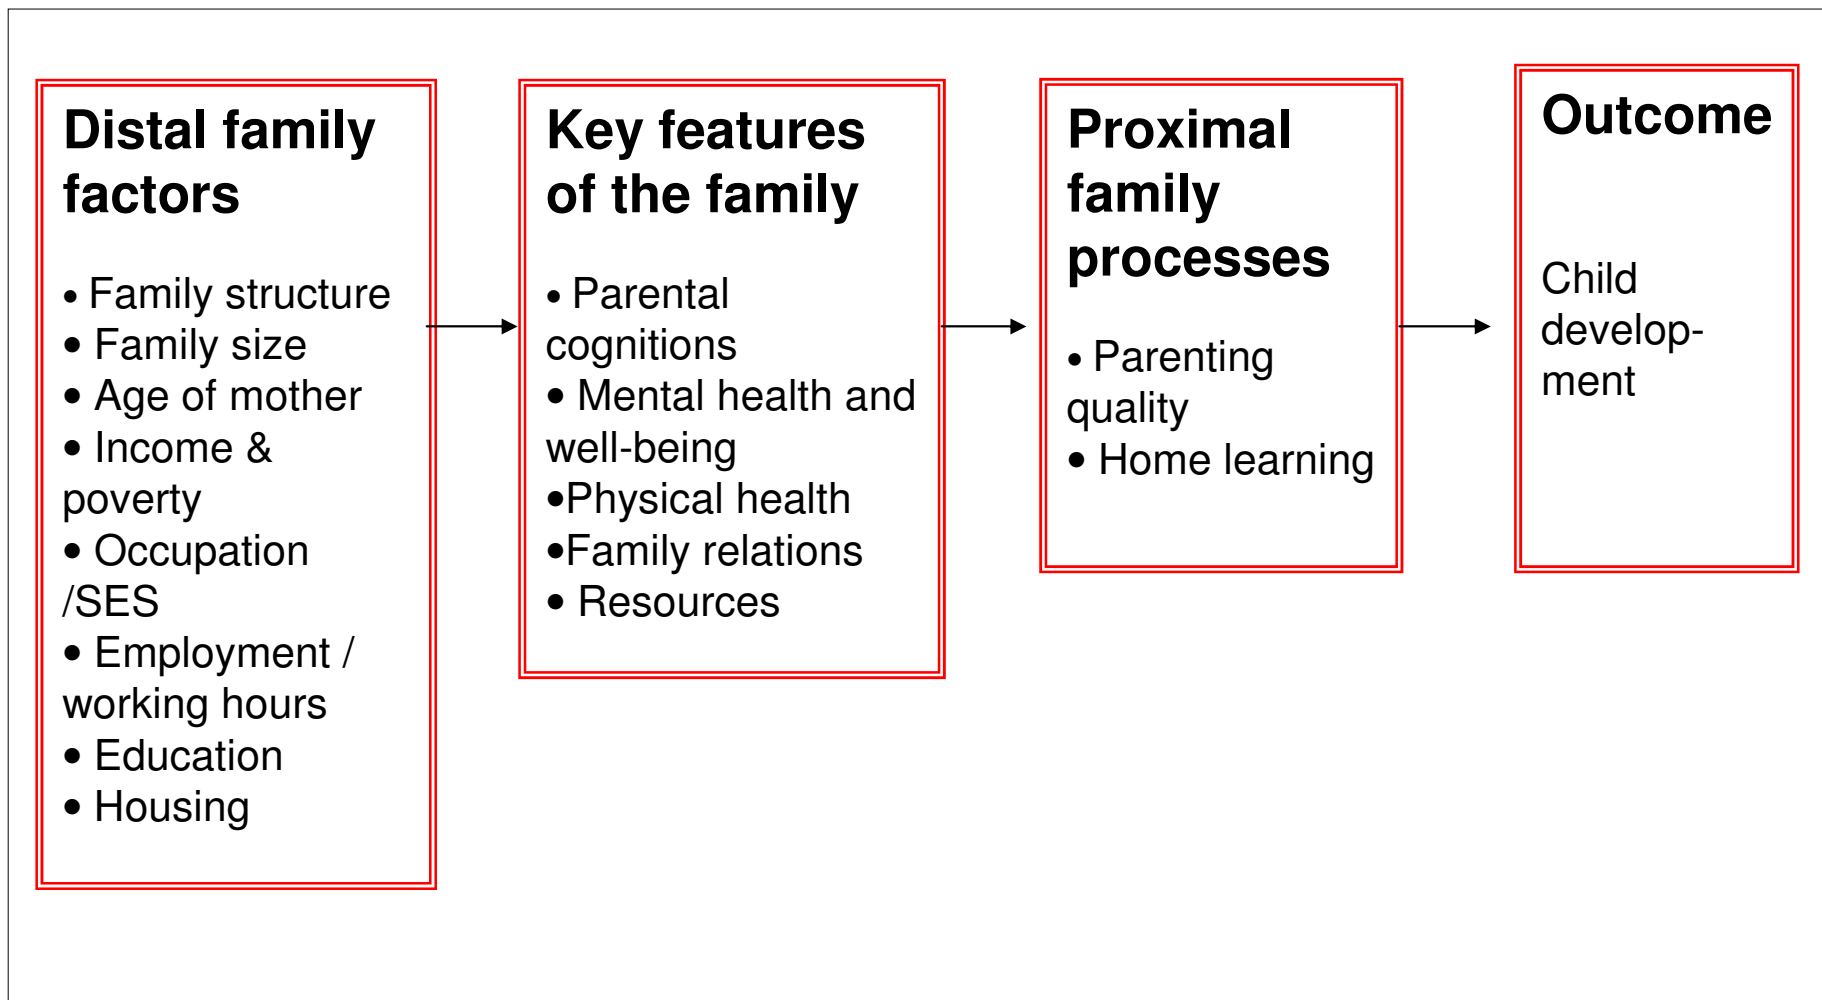 Distal family
factors
• Family structure
• Family size
• Age of mother
• Income &
poverty
• Occupation
/SES
• Employment /
working hours
• Education
• Housing
Key features
of the family
• Parental
cognitions
• Mental health and
well-being
•Physical health
•Family relations
• Resources
Proximal
family
processes
• Parenting
quality
• Home learning
Outcome
Child
develop-
ment